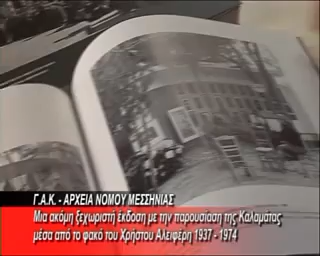 Γ.Α.Κ. - ΑΡΧΕΙΑ ΝΟΜΟΥ ΜΕΣΣΗΝΙΑΣ
Μια ακόμη ξεχωριστή έκδοση με την παρουσίαση της Καλαμάτας
μέσα από το φακό του Χρήστου Αλειφέρη 1937 - 1974